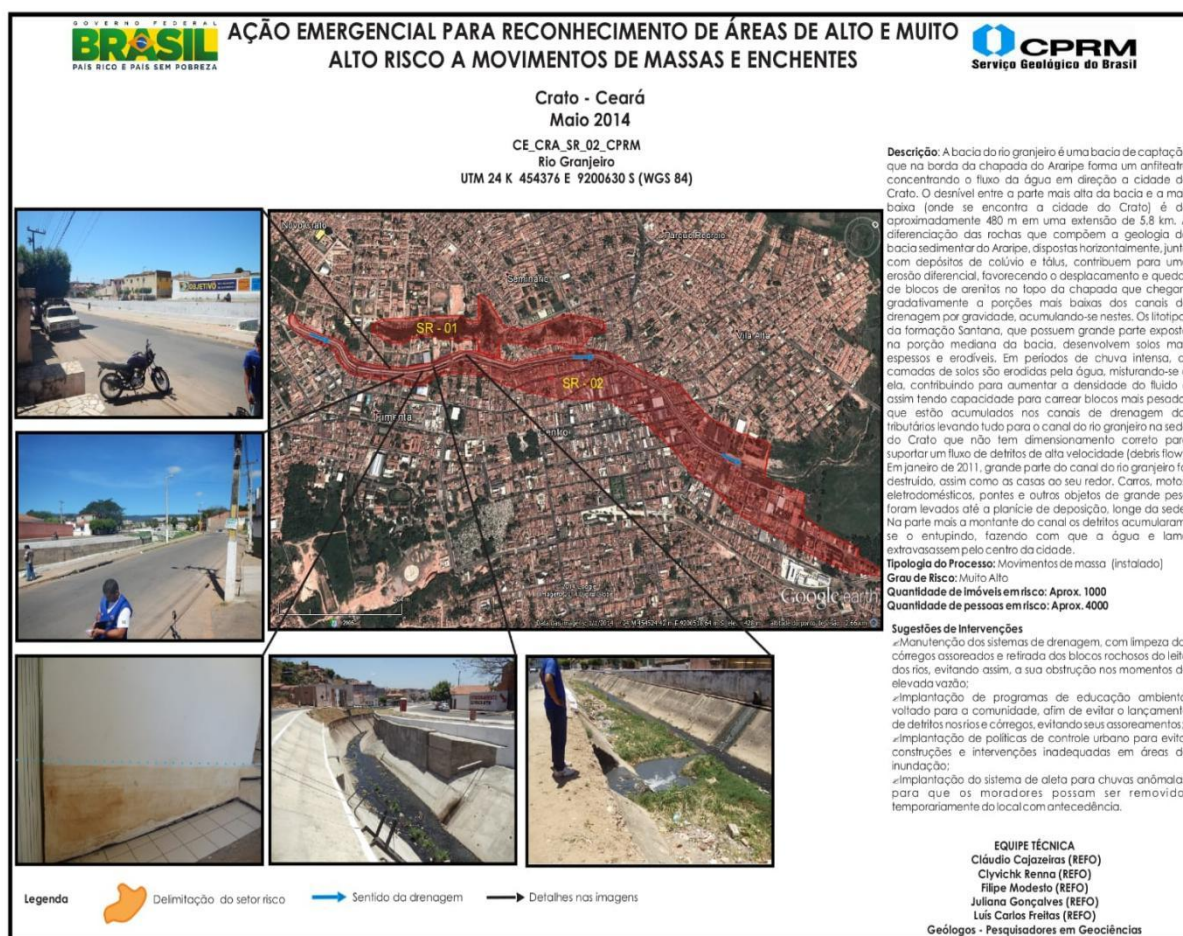 GOVERNO FEDERAL
BRASIL
PAÍS RICO É PAÍS SEM POBREZA
AÇÃO EMERGENCIAL PARA RECONHECIMENTO DE ÁREAS DE ALTO E MUITO
ALTO RISCO A MOVIMENTOS DE MASSAS E ENCHENTES
CPRM
Serviço Geológico do Brasil
Crato - Ceará
Maio 2014
CE_CRA_SR_02_CPRM
Rio Granjeiro
UTM 24 K 454376 E 9200630 S (WGS 84)
Descrição: A bacia do rio granjeiro é uma bacia de captaçã
que na borda da chapada do Araripe forma um anfiteatr
concentrando o fluxo da água em direção a cidade d
Crato. O desnível entre a parte mais alta da bacia e a ma
baixa (onde se encontra a cidade do Crato) é d
aproximadamente 480 m em uma extensão de 5.8 km.
diferenciação das rochas que compõem a geologia d
bacia sedimentar do Araripe, dispostas horizontalmente, junt
com depósitos de colúvio e tálus, contribuem para um
erosão diferencial, favorecendo o desplacamento e queda
de blocos de arenitos no topo da chapada que chegar
gradativamente a porções mais baixas dos canais d
drenagem por gravidade, acumulando-se nestes. Os litotipo
da formação Santana, que possuem grande parte expost
na porção mediana da bacia, desenvolvem solos ma
espessos e erodíveis. Em períodos de chuva intensa, a
camadas de solos são erodidas pela água, misturando-se
ela, contribuindo para aumentar a densidade do fluido
assim tendo capacidade para carrear blocos mais pesado
que estão acumulados nos canais de drenagem do
tributários levando tudo para o canal do rio granjeiro na sed
do Crato que não tem dimensionamento correto par
suportar um fluxo de detritos de alta velocidade (debris flow
Em janeiro de 2011, grande parte do canal do rio granjeiro fo
destruído, assim como as casas ao seu redor. Carros, moto
eletrodomésticos, pontes e outros objetos de grande pes
foram levados até a planície de deposição, longe da sede
Na parte mais a montante do canal os detritos acumularam
se o entupindo, fazendo com que a água e lam
extravasassem pelo centro da cidade.
Tipologia do Processo: Movimentos de massa (instalado)
Grau de Risco: Muito Alto
Quantidade de imóveis em risco: Aprox. 1000
Quantidade de pessoas em risco: Aprox. 4000
Sugestões de Intervenções
Manutenção dos sistemas de drenagem, com limpeza do
córregos assoreados e retirada dos blocos rochosos do leit
dos rios, evitando assim, a sua obstrução nos momentos d
elevada vazão;
Implantação de programas de educação ambient
voltado para a comunidade, afim de evitar o lançament
de detritos nos rios e córregos, evitando seus assoreamentos;
Implantação de políticas de controle urbano para evita
construções e intervenções inadequadas em áreas d
inundação;
Implantação do sistema de aleta para chuvas anômala
para que os moradores possam ser removido
temporariamente do local com antecedência.
EQUIPE TÉCNICA
Cláudio Cajazeiras (REFO)
Clyvichk Renna (REFO)
Filipe Modesto (REFO)
Juliana Gonçalves (REFO)
Luís Carlos Freitas (REFO)
Geólogos - Pesquisadores em Geociências
OBJETIVO
Novo Crato
Parque Recreio
Seminário
SR - 01
Vila Alta
SR - 02
Pimenta
Centro
Google earth
Legenda
Delimitação do setor risco
Sentido da drenagem
Detalhes nas imagens